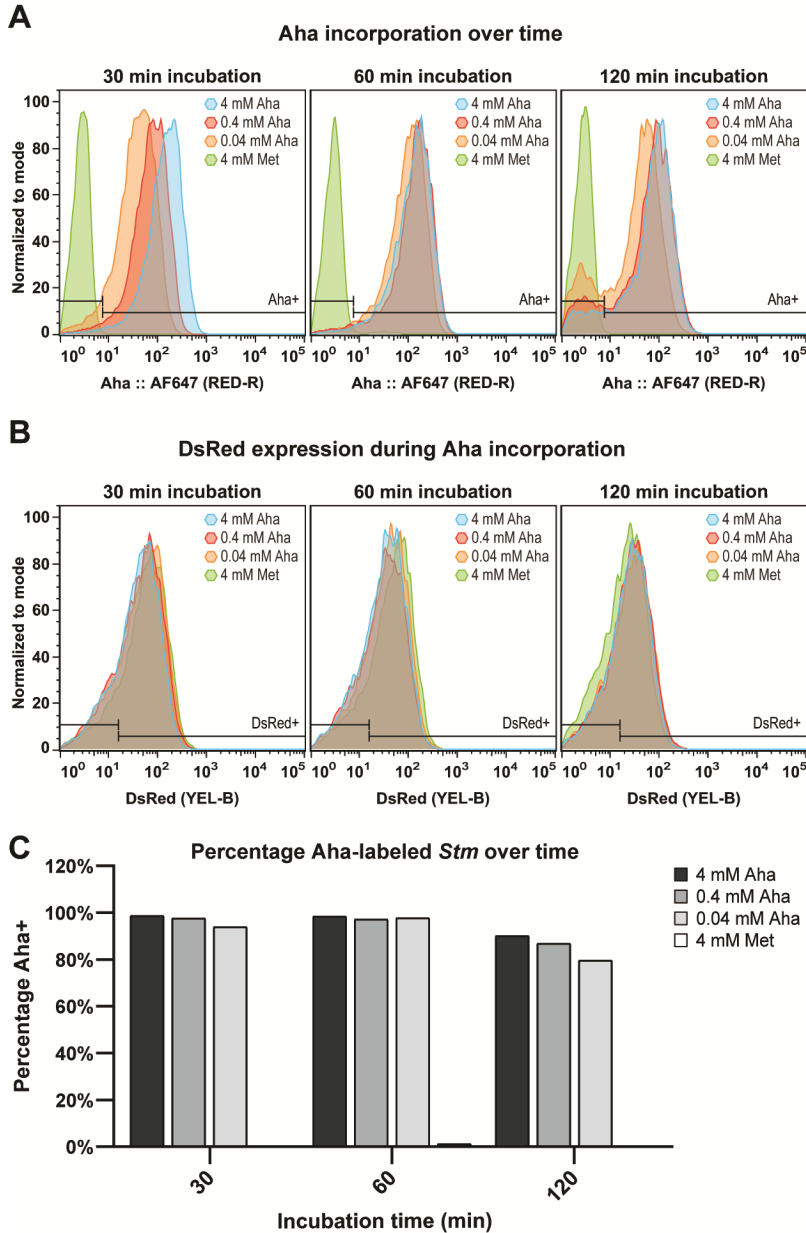 A
Aha incorporation over time
30 min incubation
60 min incubation
120 min incubation
Normalized to mode
100
80
60
40
20
0
4 mM Aha
0.4 mM Aha
0.04 mM Aha
4 mM Met
Aha+
10⁰ 10¹ 10² 10³ 10⁴ 10⁵
Aha :: AF647 (RED-R)
4 mM Aha
0.4 mM Aha
0.04 mM Aha
4 mM Met
Aha+
10⁰ 10¹ 10² 10³ 10⁴ 10⁵
Aha :: AF647 (RED-R)
4 mM Aha
0.4 mM Aha
0.04 mM Aha
4 mM Met
Aha+
10⁰ 10¹ 10² 10³ 10⁴ 10⁵
Aha :: AF647 (RED-R)
B
DsRed expression during Aha incorporation
30 min incubation
60 min incubation
120 min incubation
Normalized to mode
100
80
60
40
20
0
4 mM Aha
0.4 mM Aha
0.04 mM Aha
4 mM Met
DsRed+
10⁰ 10¹ 10² 10³ 10⁴ 10⁵
DsRed (YEL-B)
4 mM Aha
0.4 mM Aha
0.04 mM Aha
4 mM Met
DsRed+
10⁰ 10¹ 10² 10³ 10⁴ 10⁵
DsRed (YEL-B)
4 mM Aha
0.4 mM Aha
0.04 mM Aha
4 mM Met
DsRed+
10⁰ 10¹ 10² 10³ 10⁴ 10⁵
DsRed (YEL-B)
C
Percentage Aha-labeled Stm over time
Percentage Aha+
120%
100%
80%
60%
40%
20%
0%
4 mM Aha
0.4 mM Aha
0.04 mM Aha
4 mM Met
30
60
120
Incubation time (min)